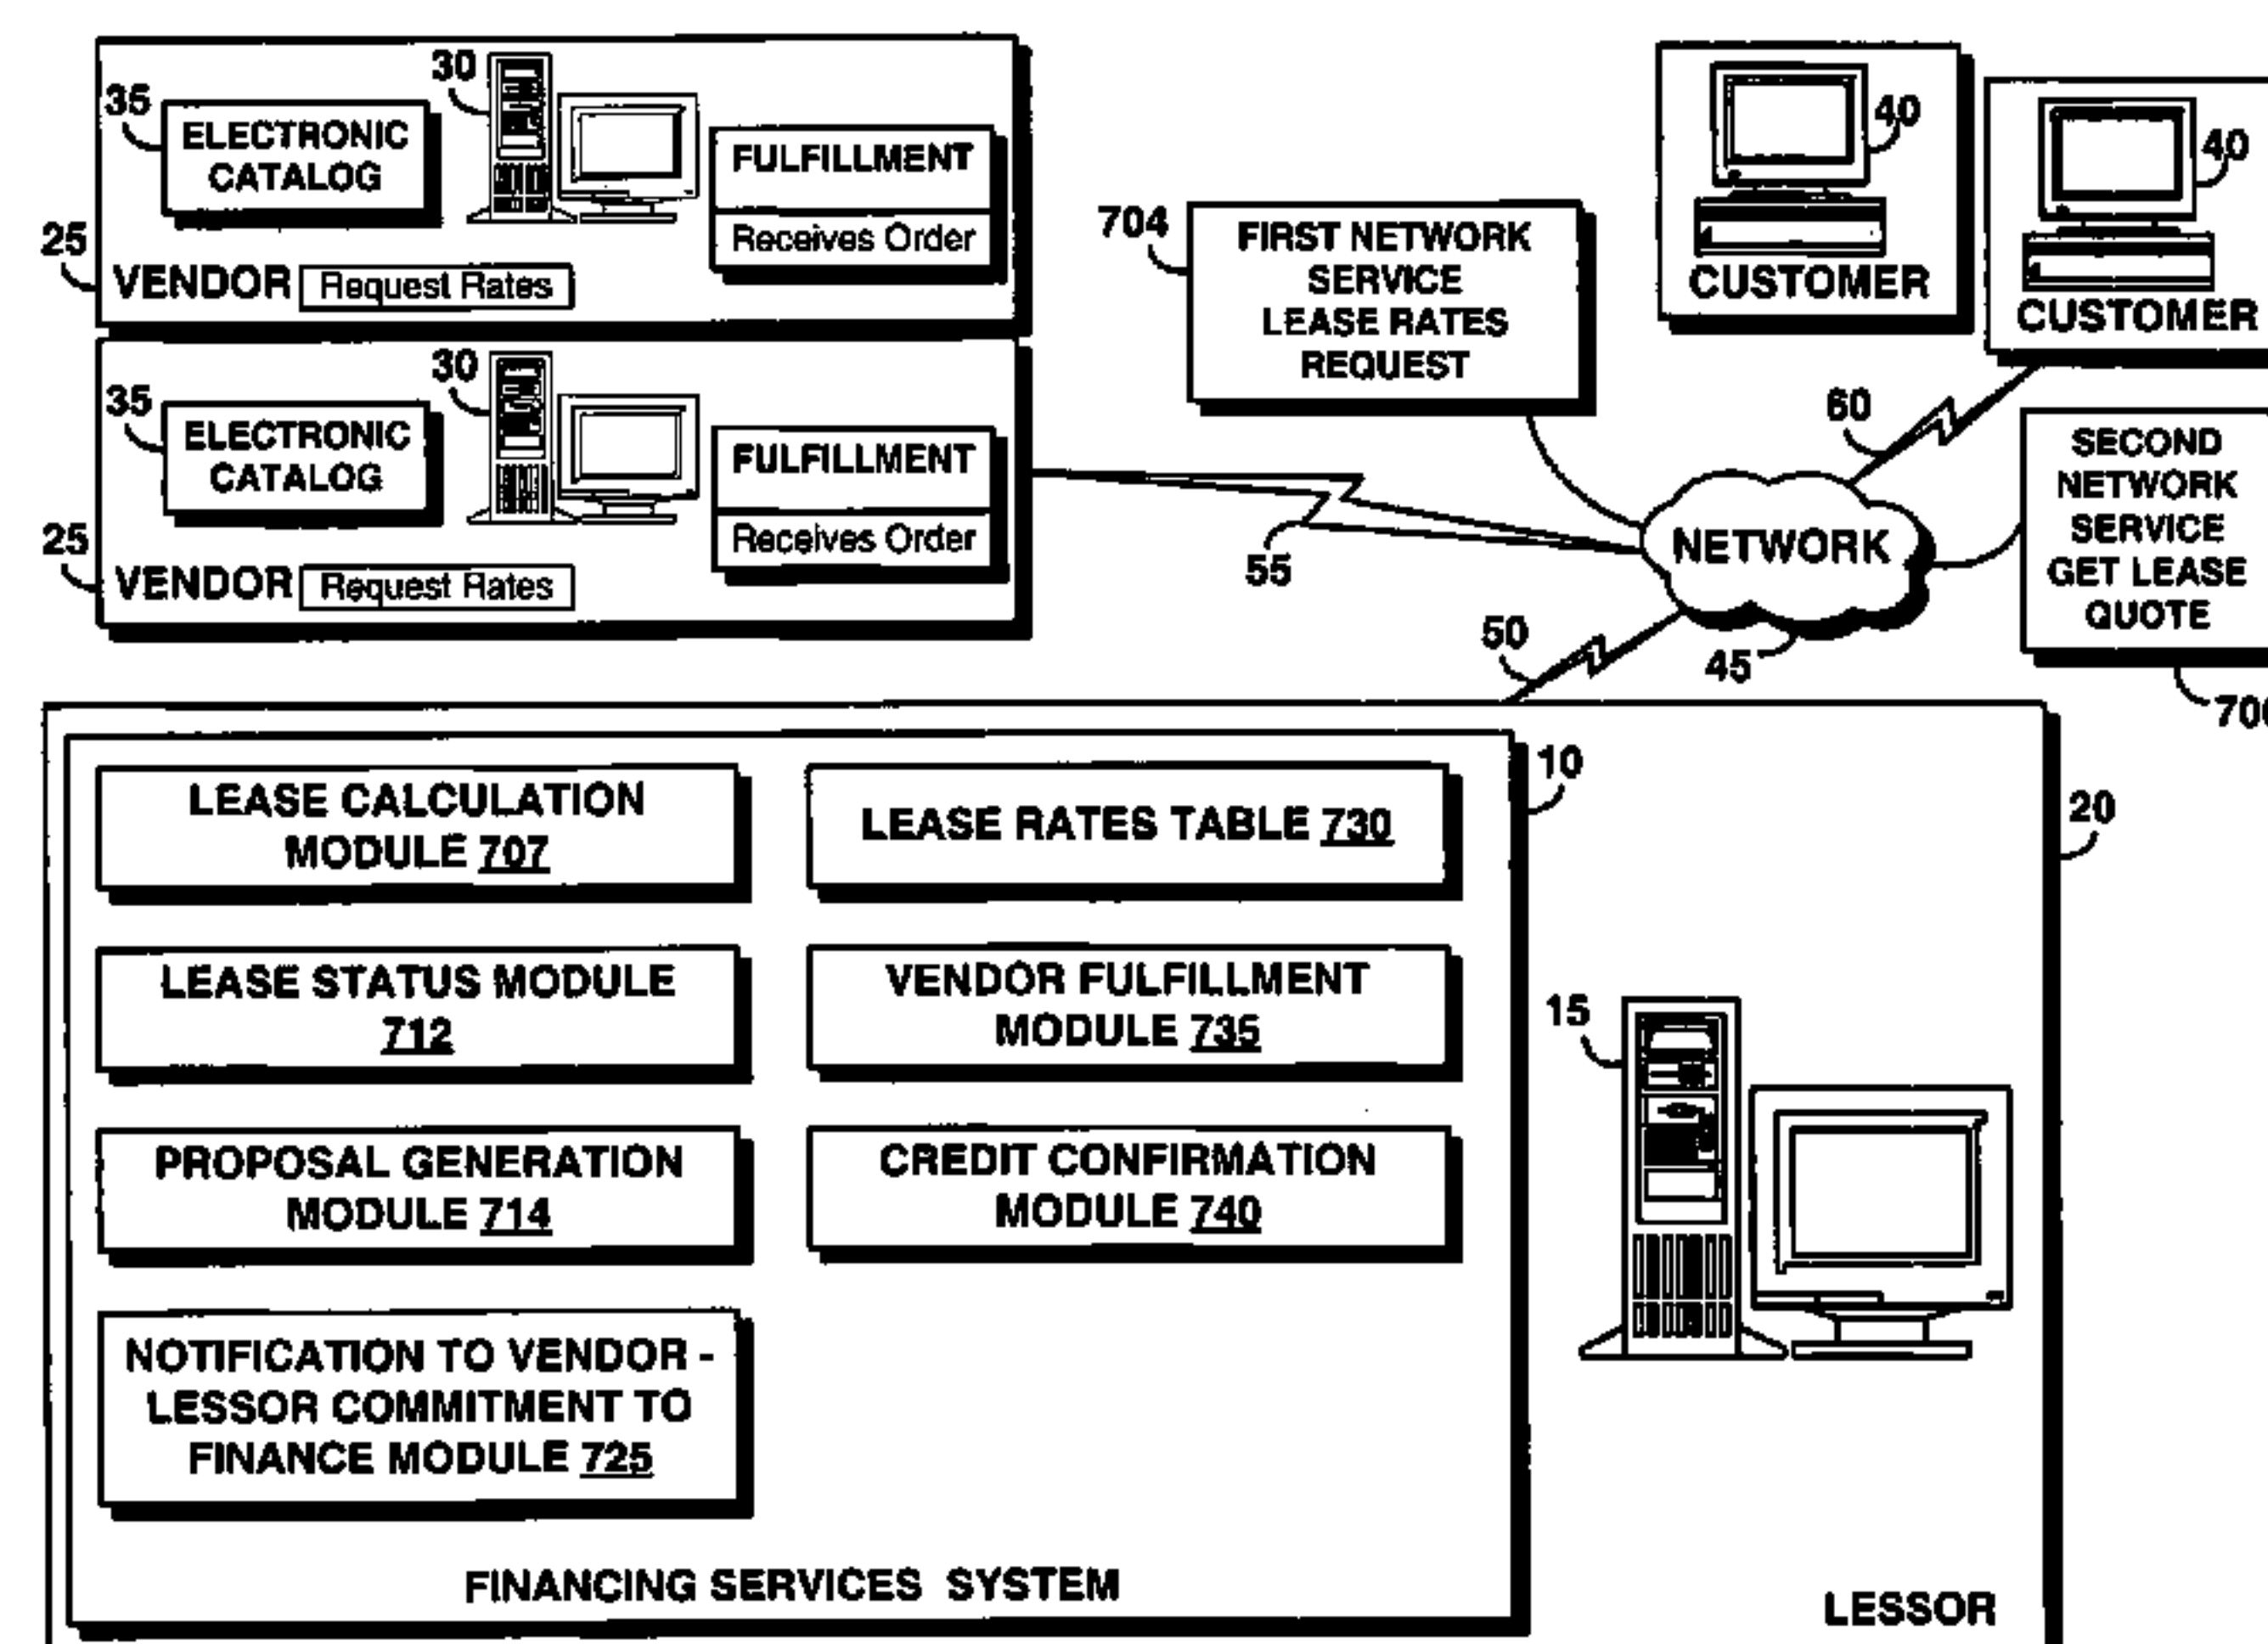 30
35
ELECTRONIC
CATALOG
FULFILLMENT
Receives Order
25
VENDOR
Request Rates
30
35
ELECTRONIC
CATALOG
FULFILLMENT
Receives Order
25
VENDOR
Request Rates
55
704
FIRST NETWORK
SERVICE
LEASE RATES
REQUEST
40
CUSTOMER
40
CUSTOMER
60
NETWORK
45
50
SECOND
NETWORK
SERVICE
GET LEASE
QUOTE
10
20
LEASE CALCULATION
MODULE 707
LEASE RATES TABLE 730
LEASE STATUS MODULE
712
VENDOR FULFILLMENT
MODULE 735
PROPOSAL GENERATION
MODULE 714
CREDIT CONFIRMATION
MODULE 740
NOTIFICATION TO VENDOR -
LESSOR COMMITMENT TO
FINANCE MODULE 725
FINANCING SERVICES SYSTEM
15
LESSOR